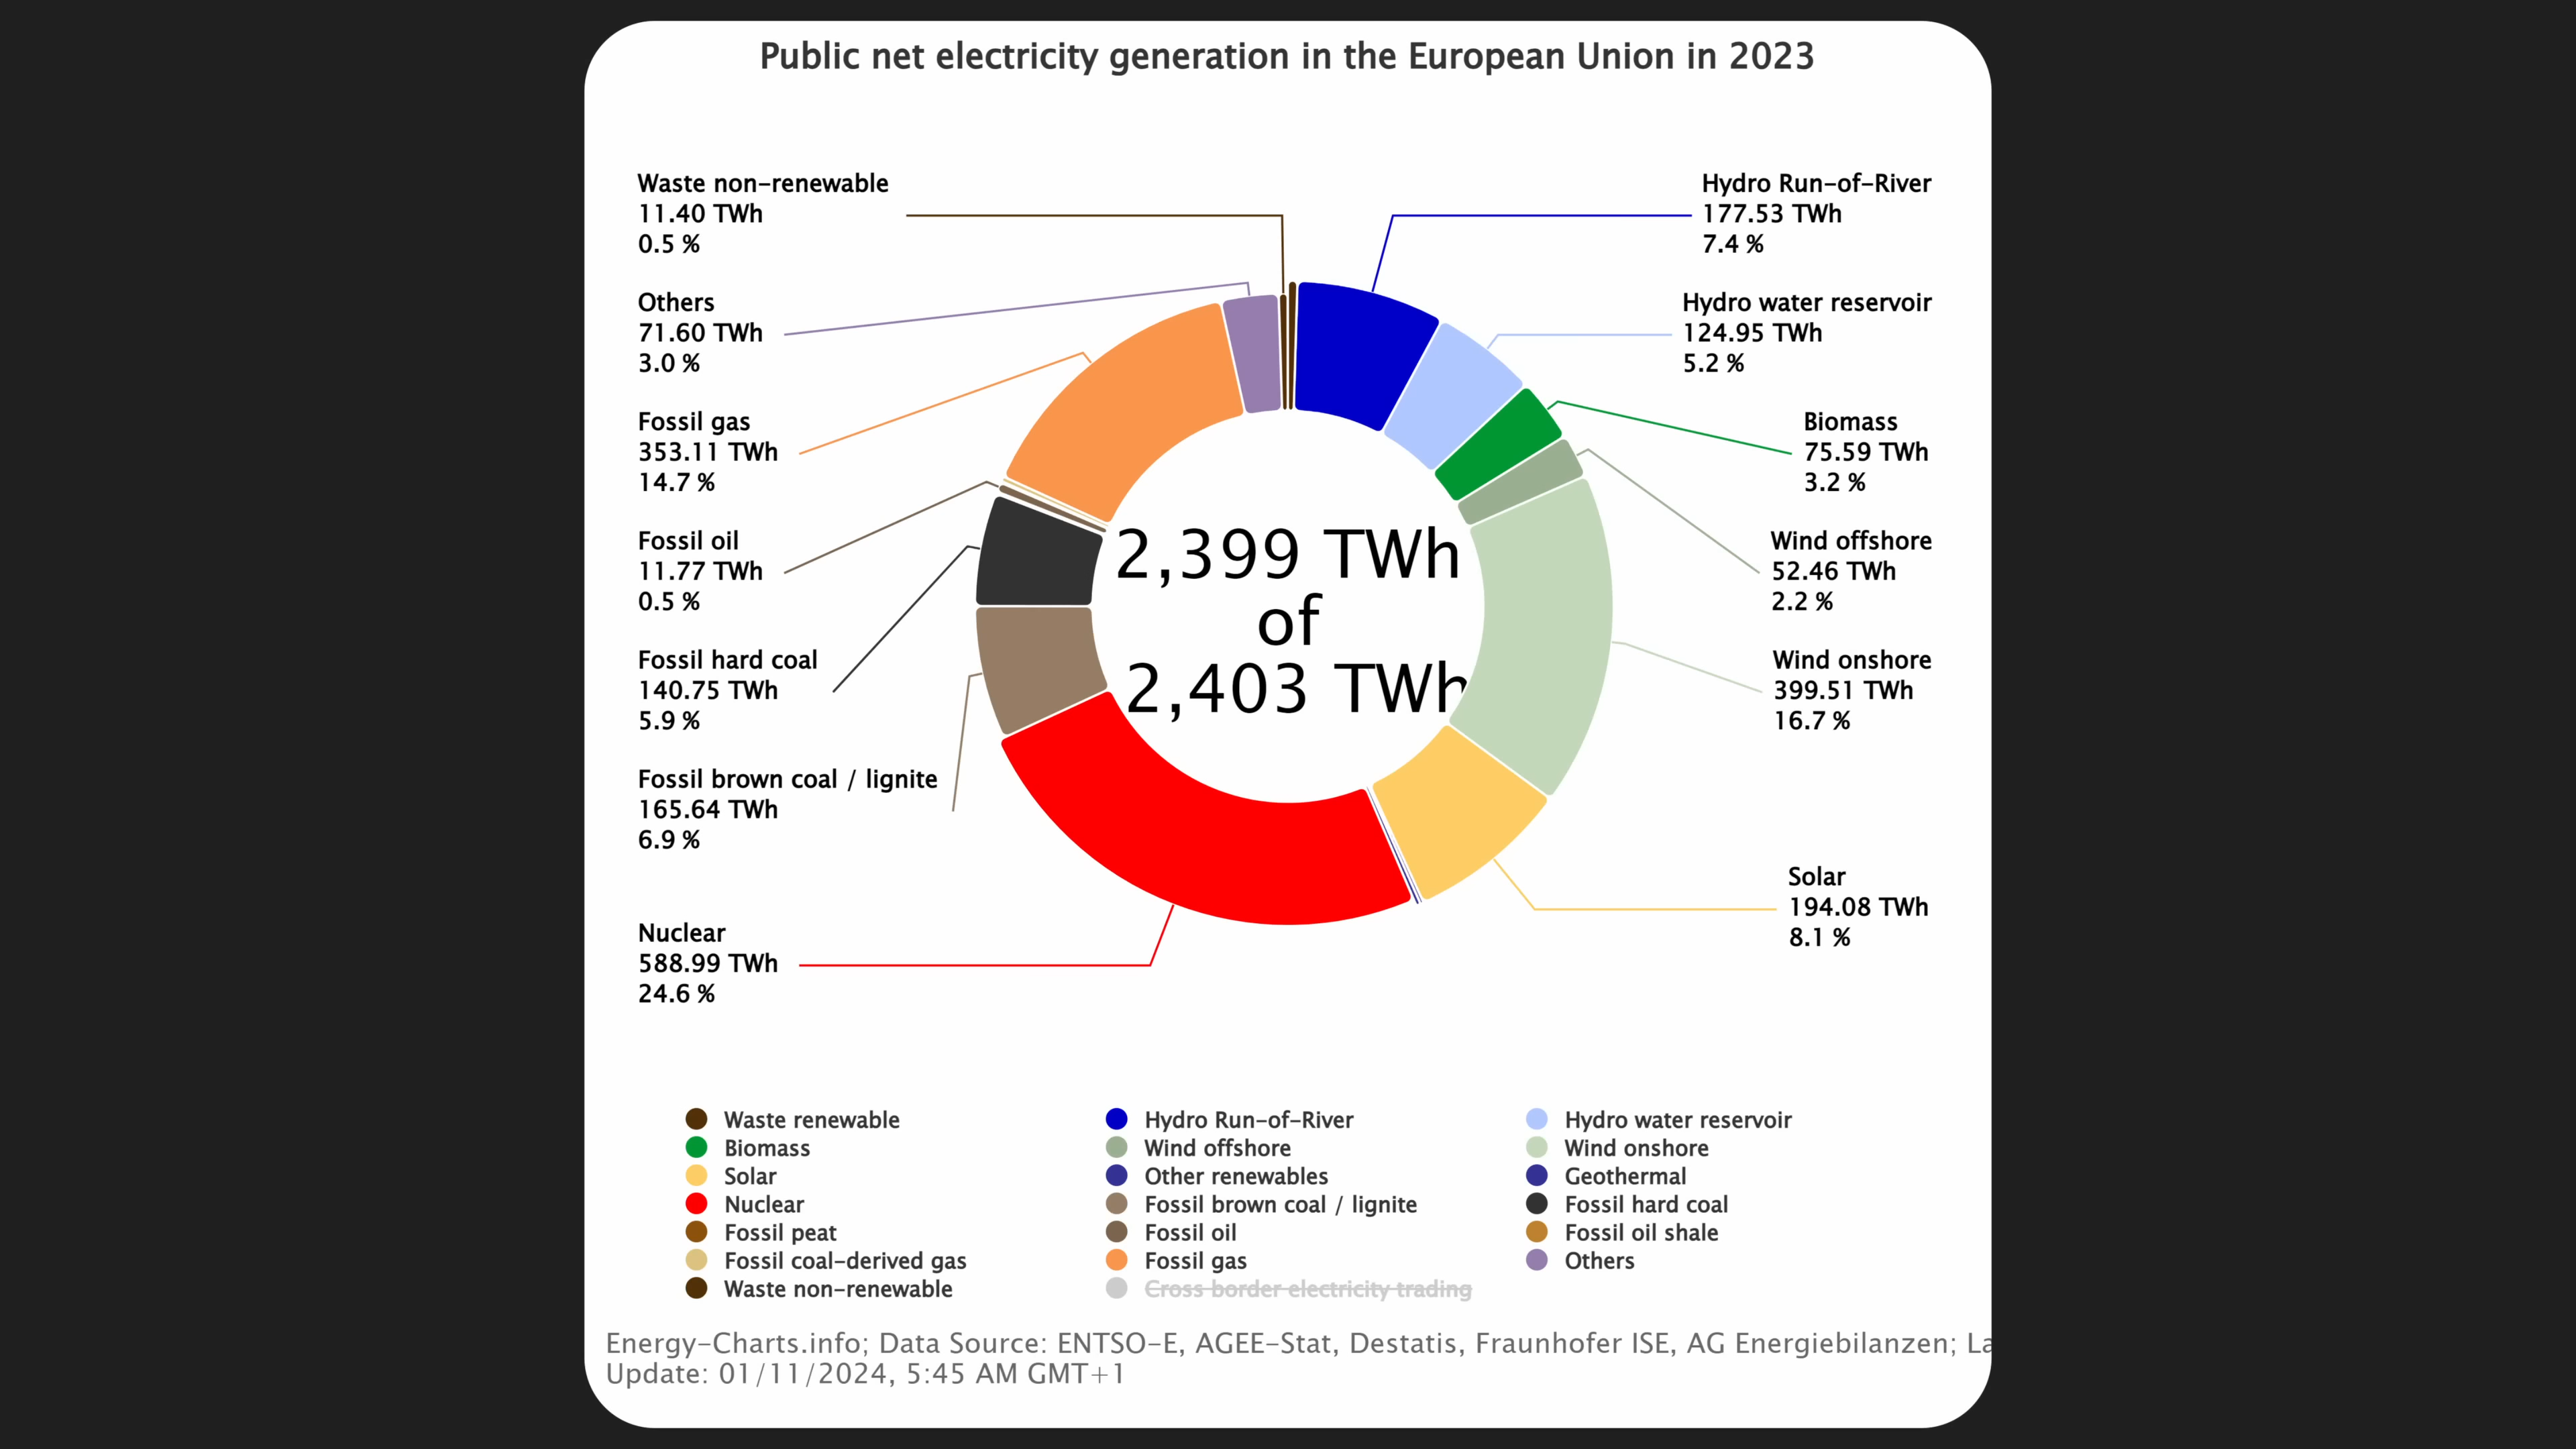 Public net electricity generation in the European Union in 2023
Waste non-renewable
11.40 TWh
0.5 %
Others
71.60 TWh
3.0 %
Fossil gas
353.11 TWh
14.7 %
Fossil oil
11.77 TWh
0.5 %
Fossil hard coal
140.75 TWh
5.9 %
Fossil brown coal / lignite
165.64 TWh
6.9 %
Nuclear
588.99 TWh
24.6 %
Hydro Run-of-River
177.53 TWh
7.4 %
Hydro water reservoir
124.95 TWh
5.2 %
Biomass
75.59 TWh
3.2 %
Wind offshore
52.46 TWh
2.2 %
Wind onshore
399.51 TWh
16.7 %
Solar
194.08 TWh
8.1 %
2,399 TWh
of
2,403 TWh
Waste renewable
Hydro Run-of-River
Hydro water reservoir
Biomass
Wind offshore
Wind onshore
Solar
Other renewables
Geothermal
Nuclear
Fossil brown coal / lignite
Fossil hard coal
Fossil peat
Fossil oil
Fossil oil shale
Fossil coal-derived gas
Fossil gas
Others
Waste non-renewable
Cross border electricity trading
Energy-Charts.info; Data Source: ENTSO-E, AGEE-Stat, Destatis, Fraunhofer ISE, AG Energiebilanzen; La
Update: 01/11/2024, 5:45 AM GMT+1